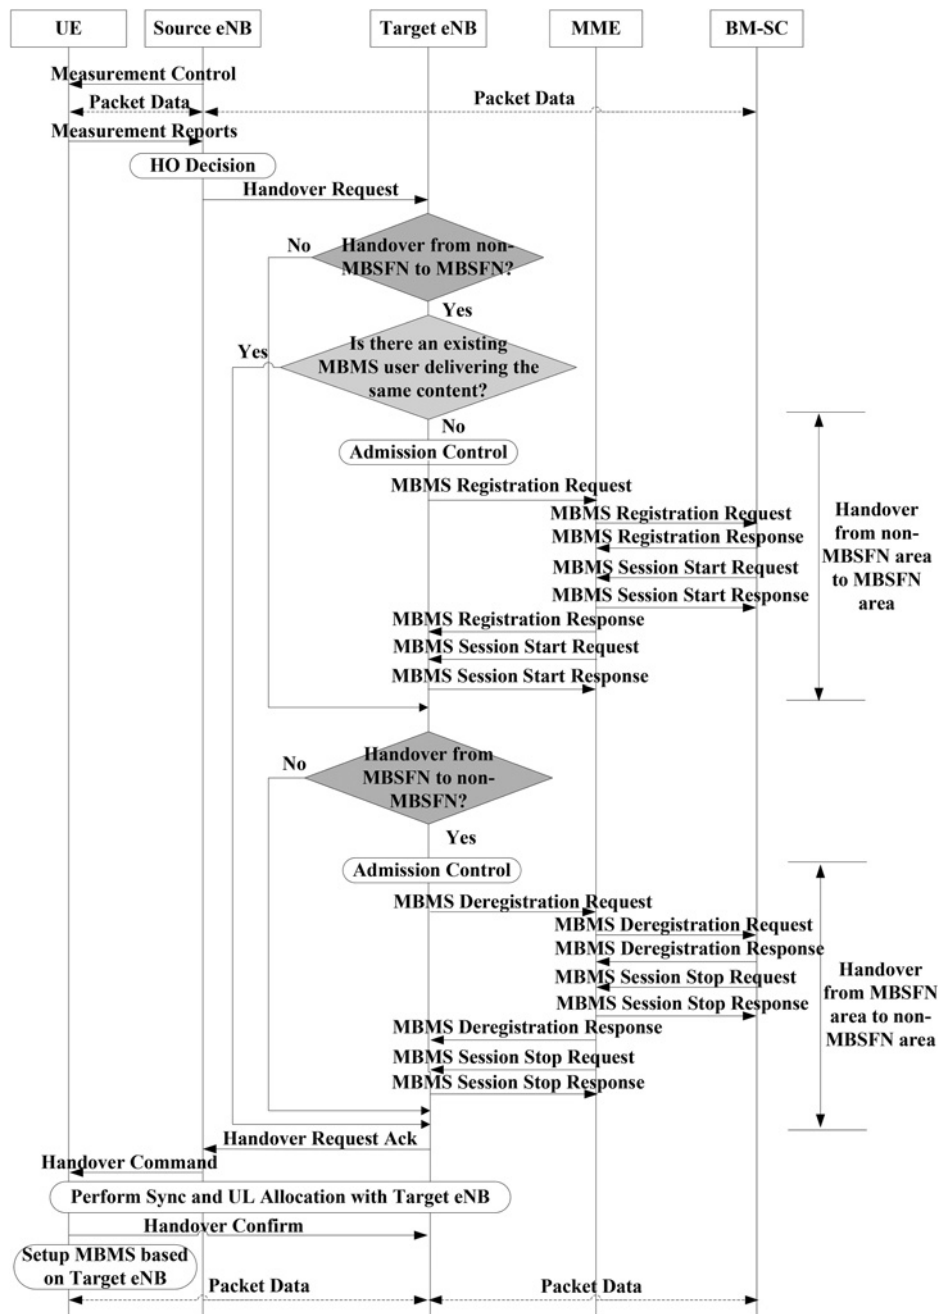 UE
Source eNB
Target eNB
MME
BM-SC
Measurement Control
Packet Data
Packet Data
Measurement Reports
HO Decision
Handover Request
No
Handover from non-
MBSFN to MBSFN?
Yes
Yes
Is there an existing
MBMS user delivering the
same content?
No
Admission Control
MBMS Registration Request
MBMS Registration Request
MBMS Registration Response
MBMS Session Start Request
MBMS Session Start Response
MBMS Registration Response
MBMS Session Start Request
MBMS Session Start Response
Handover
from non-
MBSFN area
to MBSFN
area
No
Handover from
MBSFN to non-
MBSFN?
Yes
Admission Control
MBMS Deregistration Request
MBMS Deregistration Request
MBMS Deregistration Response
MBMS Session Stop Request
MBMS Session Stop Response
MBMS Deregistration Response
MBMS Session Stop Request
MBMS Session Stop Response
Handover
from MBSFN
area to non-
MBSFN area
Handover Request Ack
Handover Command
Perform Sync and UL Allocation with Target eNB
Handover Confirm
Setup MBMS based
on Target eNB
Packet Data
Packet Data